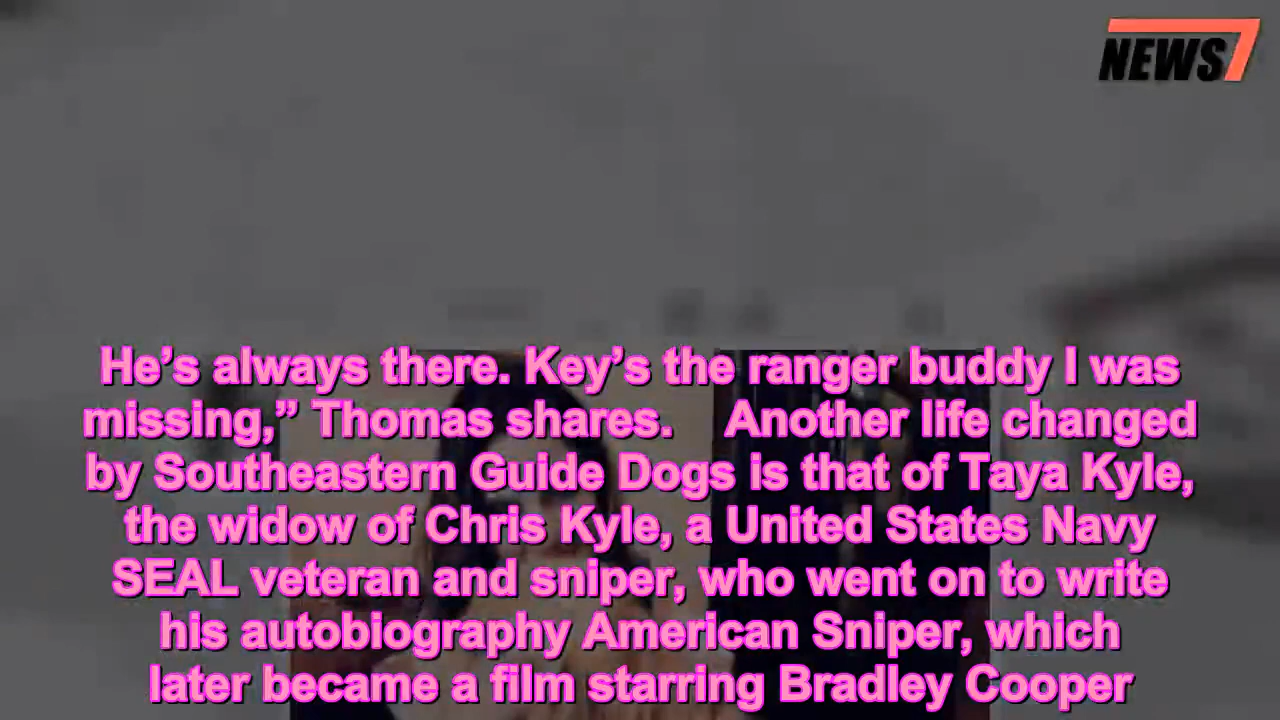 NEWS7
He’s always there. Key’s the ranger buddy I was
missing,” Thomas shares. Another life changed
by Southeastern Guide Dogs is that of Taya Kyle,
the widow of Chris Kyle, a United States Navy
SEAL veteran and sniper, who went on to write
his autobiography American Sniper, which
later became a film starring Bradley Cooper